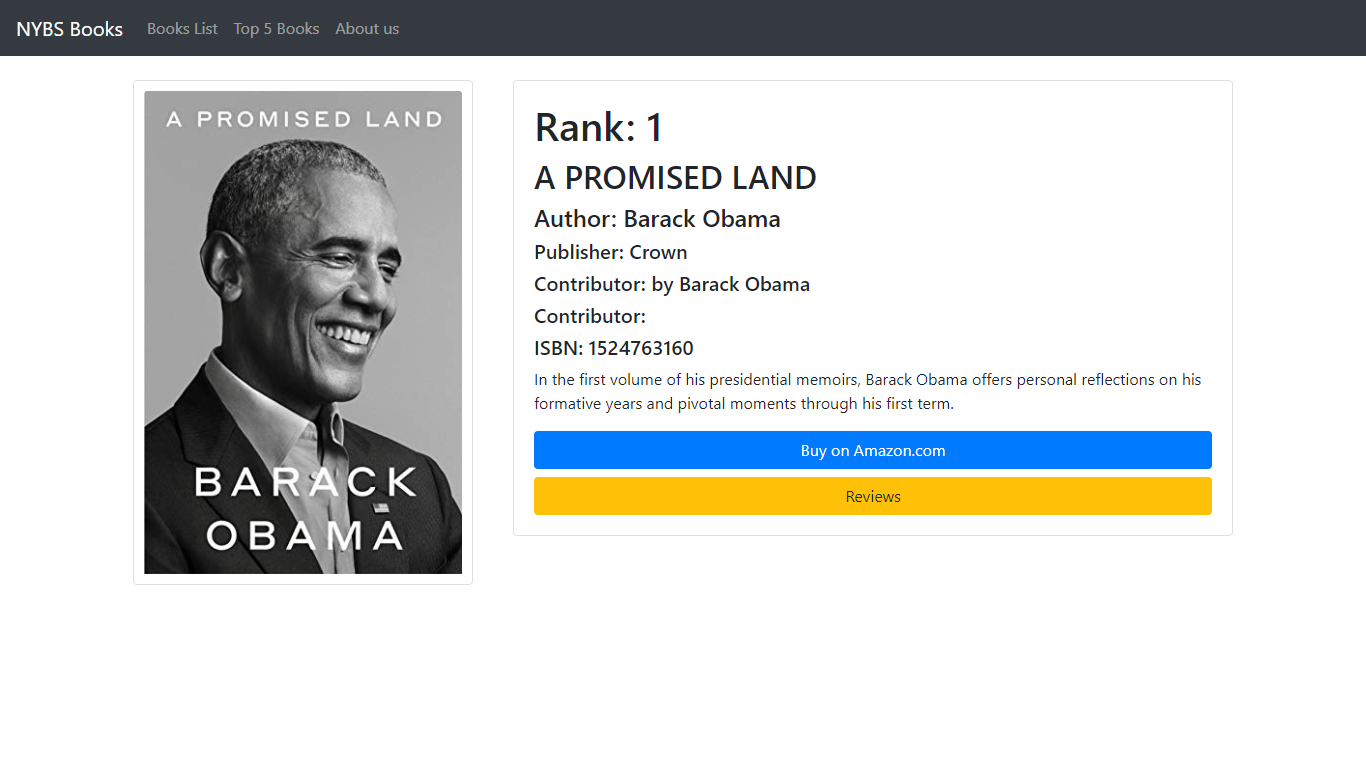 NYBS Books Books List Top 5 Books About us
A PROMISED LAND
BARACK
OBAMA
Rank: 1
A PROMISED LAND
Author: Barack Obama
Publisher: Crown
Contributor: by Barack Obama
Contributor:
ISBN: 1524763160
In the first volume of his presidential memoirs, Barack Obama offers personal reflections on his
formative years and pivotal moments through his first term.
Buy on Amazon.com
Reviews